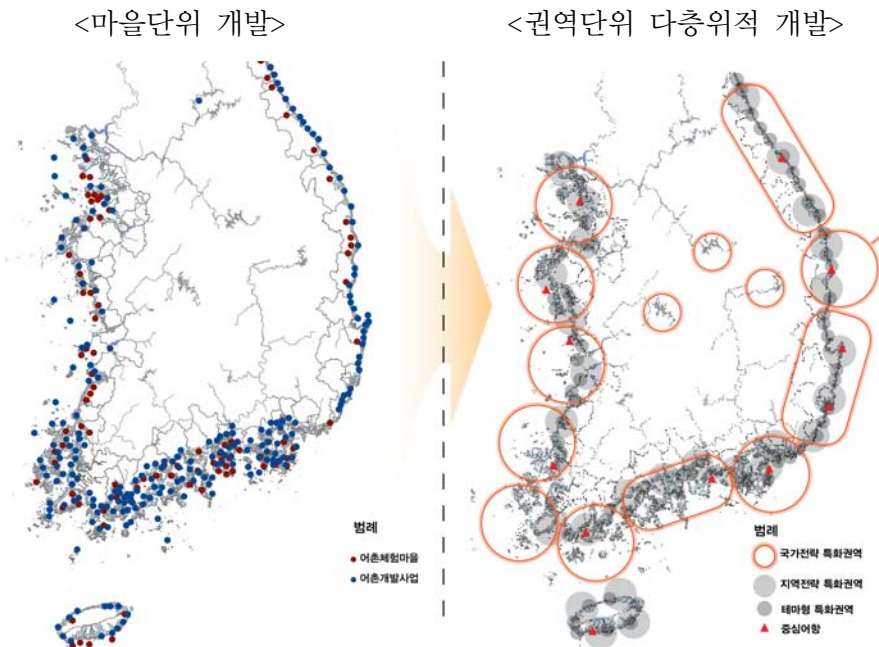 <마을단위 개발>
<권역단위 다층위적 개발>
범례
어촌체험마을
어촌개발사업
범례
국가전략 특화권역
지역전략 특화권역
테마형 특화권역
중심어항